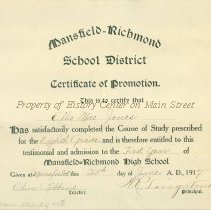 Mansfield-Richmond
School District
Certificate of Promotion.
This is to certify that
Property of History Center on Main Street
Ellie Mae Jones
Has satisfactorily completed the Course of Study prescribed
for the Eighth Grade and is therefore entitled to this
testimonial and admission to the First Year of
Mansfield-Richmond High School
Given at Mansfield this day of June A. D., 1917
Teacher. Principal.